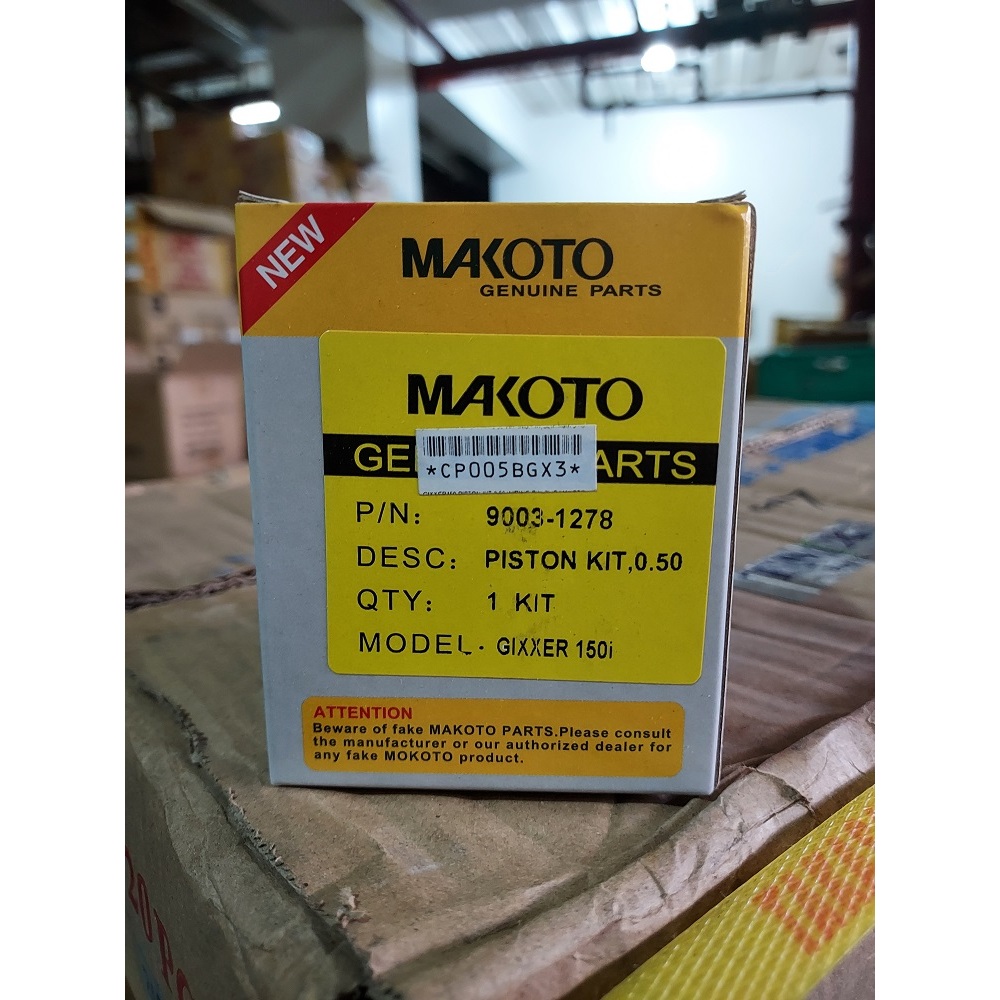 NEW
MAKOTO
GENUINE PARTS
MAKOTO
GE ARTS
*CP005BGX3*
P/N: 9003-1278
DESC: PISTON KIT,0.50
QTY: 1 KIT
MODEL: GIXXER 150i
ATTENTION
Beware of fake MAKOTO PARTS.Please consult
the manufacturer or our authorized dealer for
any fake MOKOTO product.